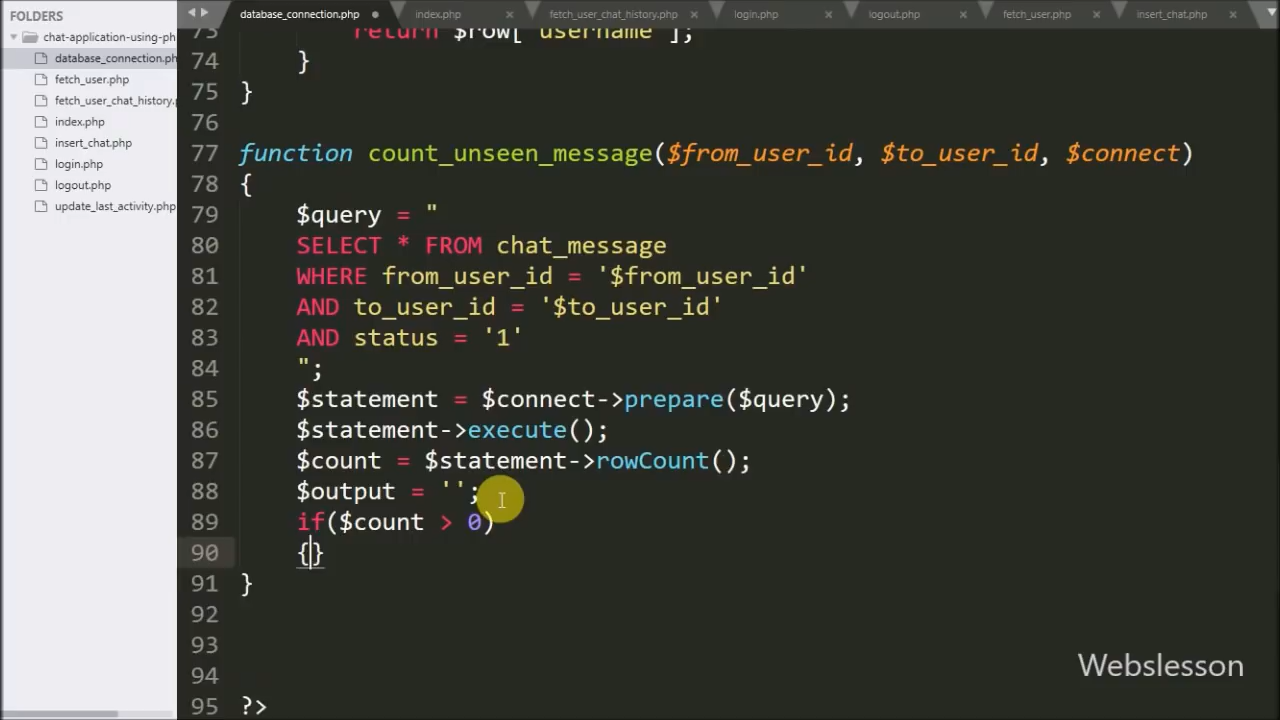 FOLDERS
chat-application-using-ph
database_connection.ph
fetch_user.php
fetch_user_chat_history.
index.php
insert_chat.php
login.php
logout.php
update_last_activity.php
database_connection.php
index.php
fetch_user_chat_history.php
login.php
logout.php
fetch_user.php
insert_chat.php
73 return $row["username"];
74 }
75 }
76
77 function count_unseen_message($from_user_id, $to_user_id, $connect)
78 {
79 $query = "
80 SELECT * FROM chat_message
81 WHERE from_user_id = '$from_user_id'
82 AND to_user_id = '$to_user_id'
83 AND status = '1'
84 ";
85 $statement = $connect->prepare($query);
86 $statement->execute();
87 $count = $statement->rowCount();
88 $output = '';
89 if($count > 0)
90 {}
91 }
92
93
94
95 ?>
Webslesson